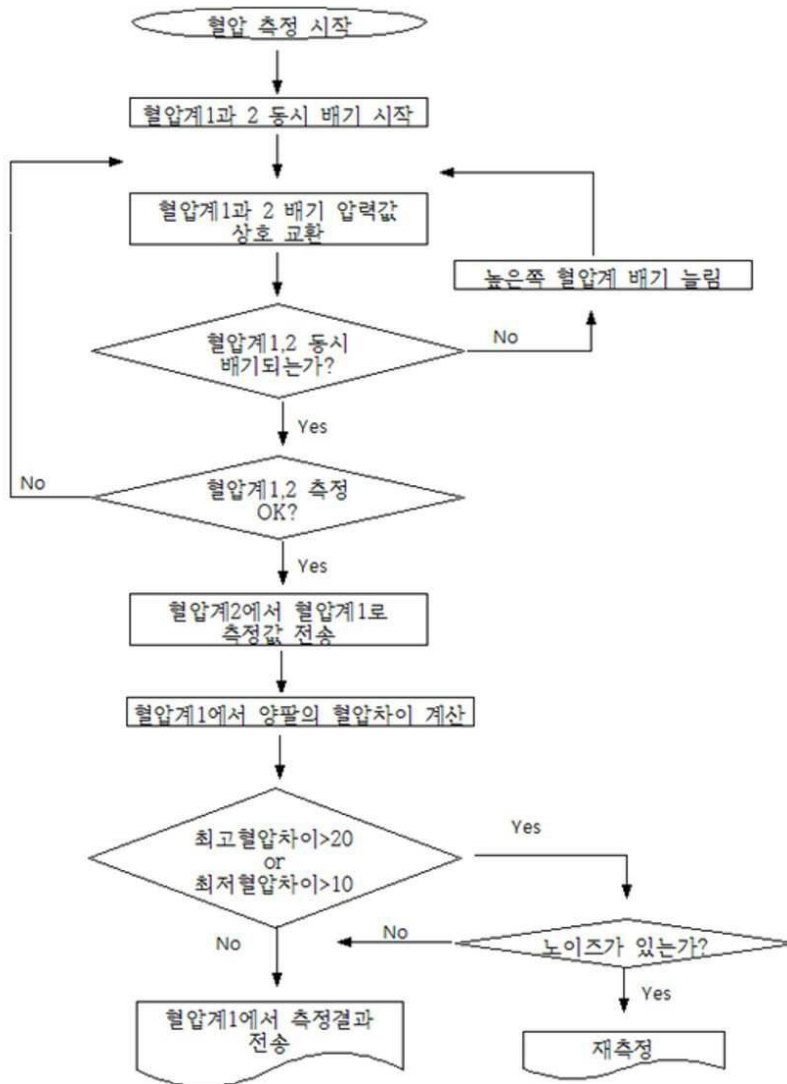 혈압 측정 시작
혈압계1과 2 동시 배기 시작
혈압계1과 2 배기 압력값
상호 교환
높은쪽 혈압계 배기 늘림
혈압계1,2 동시
배기되는가?
No
Yes
No
혈압계1,2 측정
OK?
Yes
혈압계2에서 혈압계1로
측정값 전송
혈압계1에서 양팔의 혈압차이 계산
최고혈압차이>20
or
최저혈압차이>10
Yes
No
No
노이즈가 있는가?
Yes
혈압계1에서 측정결과
전송
재측정